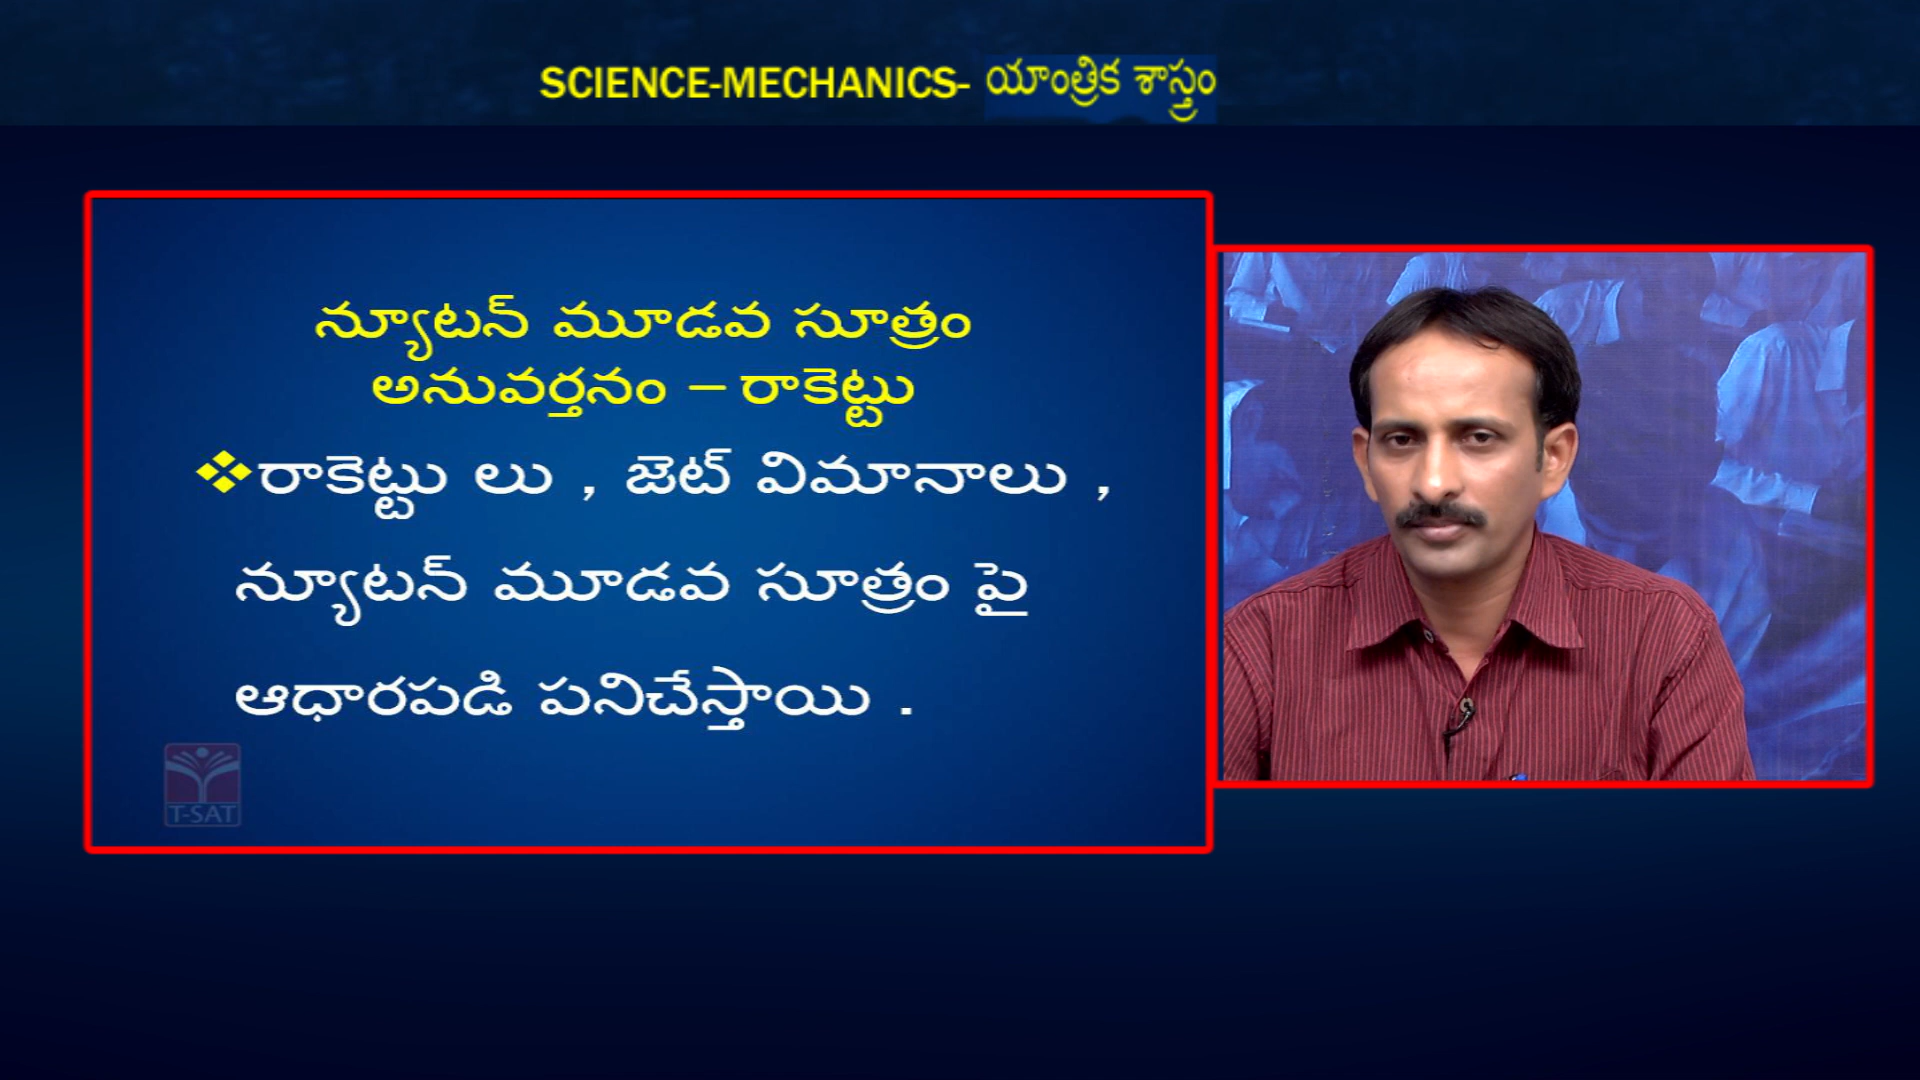 SCIENCE-MECHANICS- యాంత్రిక శాస్త్రం
న్యూటన్ మూడవ సూత్రం
అనువర్తనం – రాకెట్టు
❖రాకెట్టు లు , జెట్ విమానాలు ,
న్యూటన్ మూడవ సూత్రం పై
ఆధారపడి పనిచేస్తాయి .
T-SAT